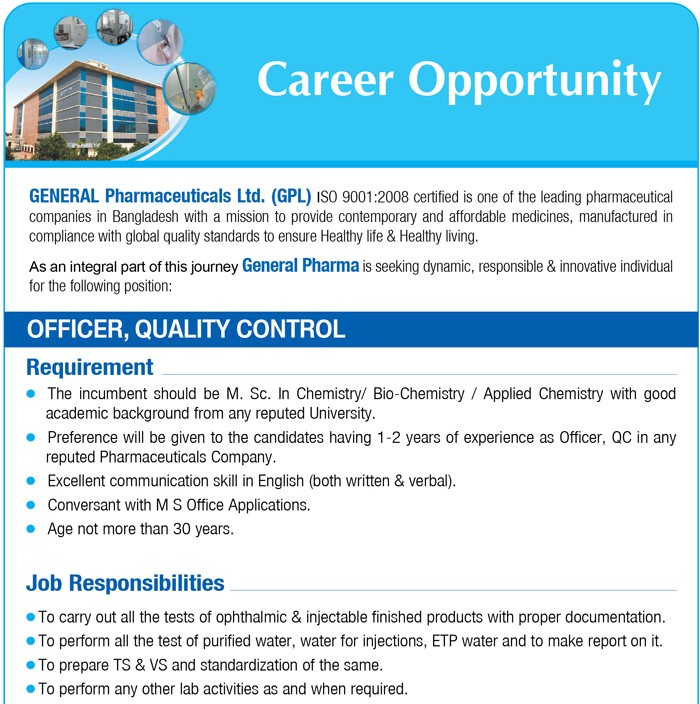 Career Opportunity
GENERAL Pharmaceuticals Ltd. (GPL) ISO 9001:2008 certified is one of the leading pharmaceutical
companies in Bangladesh with a mission to provide contemporary and affordable medicines, manufactured in
compliance with global quality standards to ensure Healthy life & Healthy living.
As an integral part of this journey General Pharma is seeking dynamic, responsible & innovative individual
for the following position:
OFFICER, QUALITY CONTROL
Requirement
● The incumbent should be M. Sc. In Chemistry/ Bio-Chemistry / Applied Chemistry with good
academic background from any reputed University.
● Preference will be given to the candidates having 1-2 years of experience as Officer, QC in any
reputed Pharmaceuticals Company.
● Excellent communication skill in English (both written & verbal).
● Conversant with M S Office Applications.
● Age not more than 30 years.
Job Responsibilities
● To carry out all the tests of ophthalmic & injectable finished products with proper documentation.
● To perform all the test of purified water, water for injections, ETP water and to make report on it.
● To prepare TS & VS and standardization of the same.
● To perform any other lab activities as and when required.